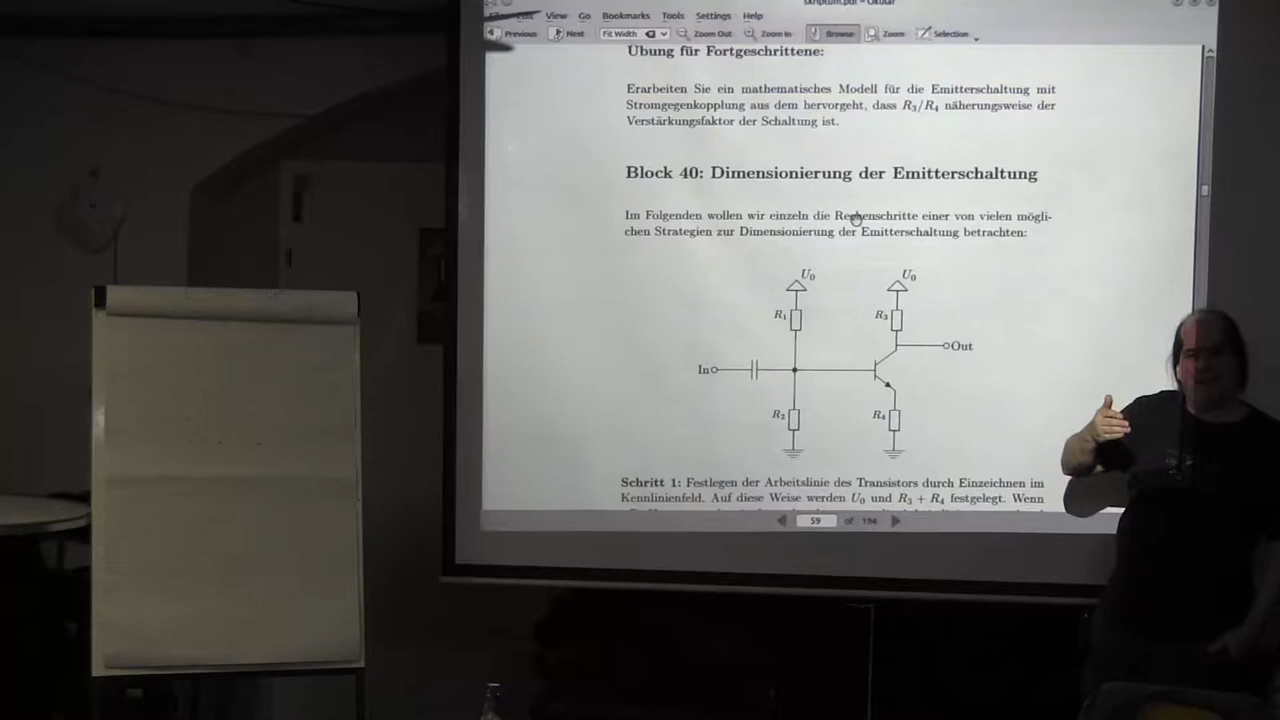 skriptum.pdf – Okular
View Go Bookmarks Tools Settings Help
Previous Next Fit Width Zoom Out Zoom In Browse Zoom Selection
Übung für Fortgeschrittene:
Erarbeiten Sie ein mathematisches Modell für die Emitterschaltung mit
Stromgegenkopplung aus dem hervorgeht, dass R₃/R₄ näherungsweise der
Verstärkungsfaktor der Schaltung ist.
Block 40: Dimensionierung der Emitterschaltung
Im Folgenden wollen wir einzeln die Rechenschritte einer von vielen mögli-
chen Strategien zur Dimensionierung der Emitterschaltung betrachten:
U₀ U₀
R₁ R₃
Out
In
R₂ R₄
Schritt 1: Festlegen der Arbeitslinie des Transistors durch Einzeichnen im
Kennlinienfeld. Auf diese Weise werden U₀ und R₃ + R₄ festgelegt. Wenn
59 of 194